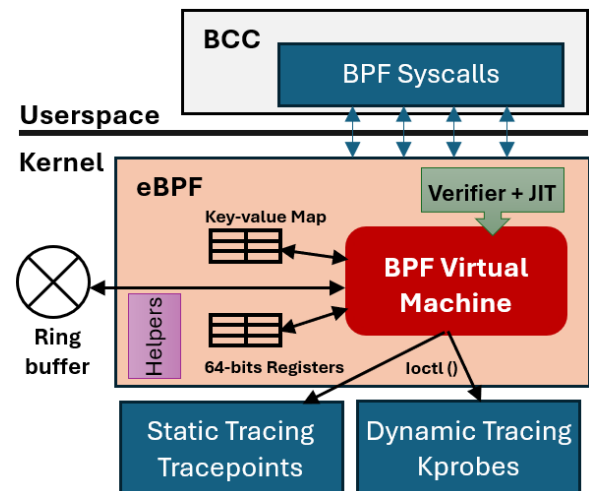 BCC
BPF Syscalls
Userspace
Kernel
eBPF
Verifier + JIT
Key-value Map
BPF Virtual
Machine
Ring
buffer
Helpers
64-bits Registers
Ioctl ()
Static Tracing
Tracepoints
Dynamic Tracing
Kprobes